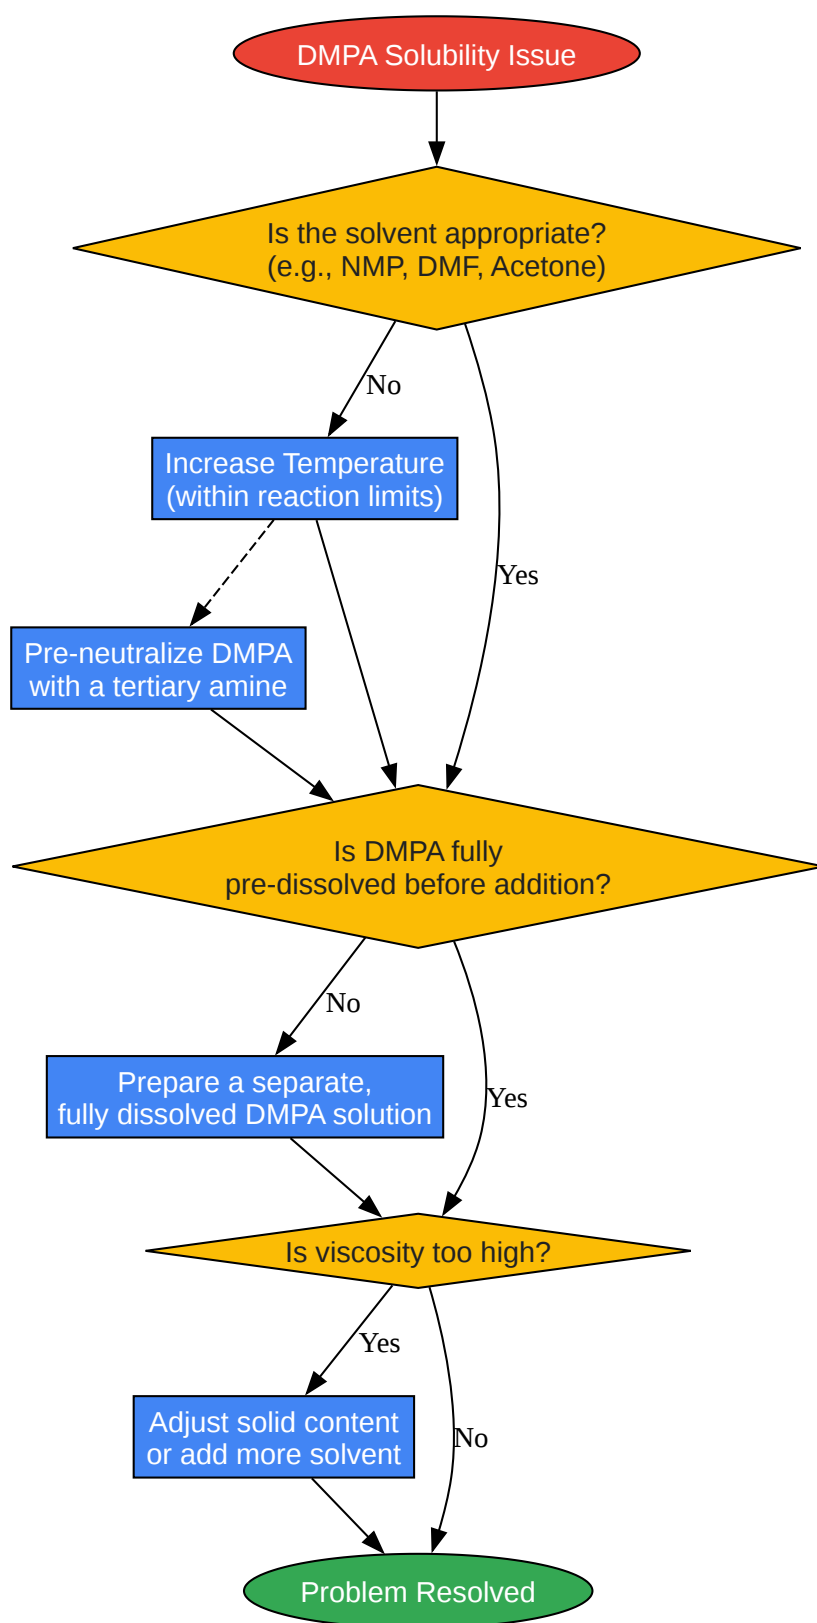 DMPA Solubility Issue
Is the solvent appropriate?
(e.g., NMP, DMF, Acetone)
No
Increase Temperature
(within reaction limits)
Yes
Pre-neutralize DMPA
with a tertiary amine
Is DMPA fully
pre-dissolved before addition?
No
Prepare a separate,
fully dissolved DMPA solution
Yes
Is viscosity too high?
Yes
Adjust solid content
or add more solvent
No
Problem Resolved